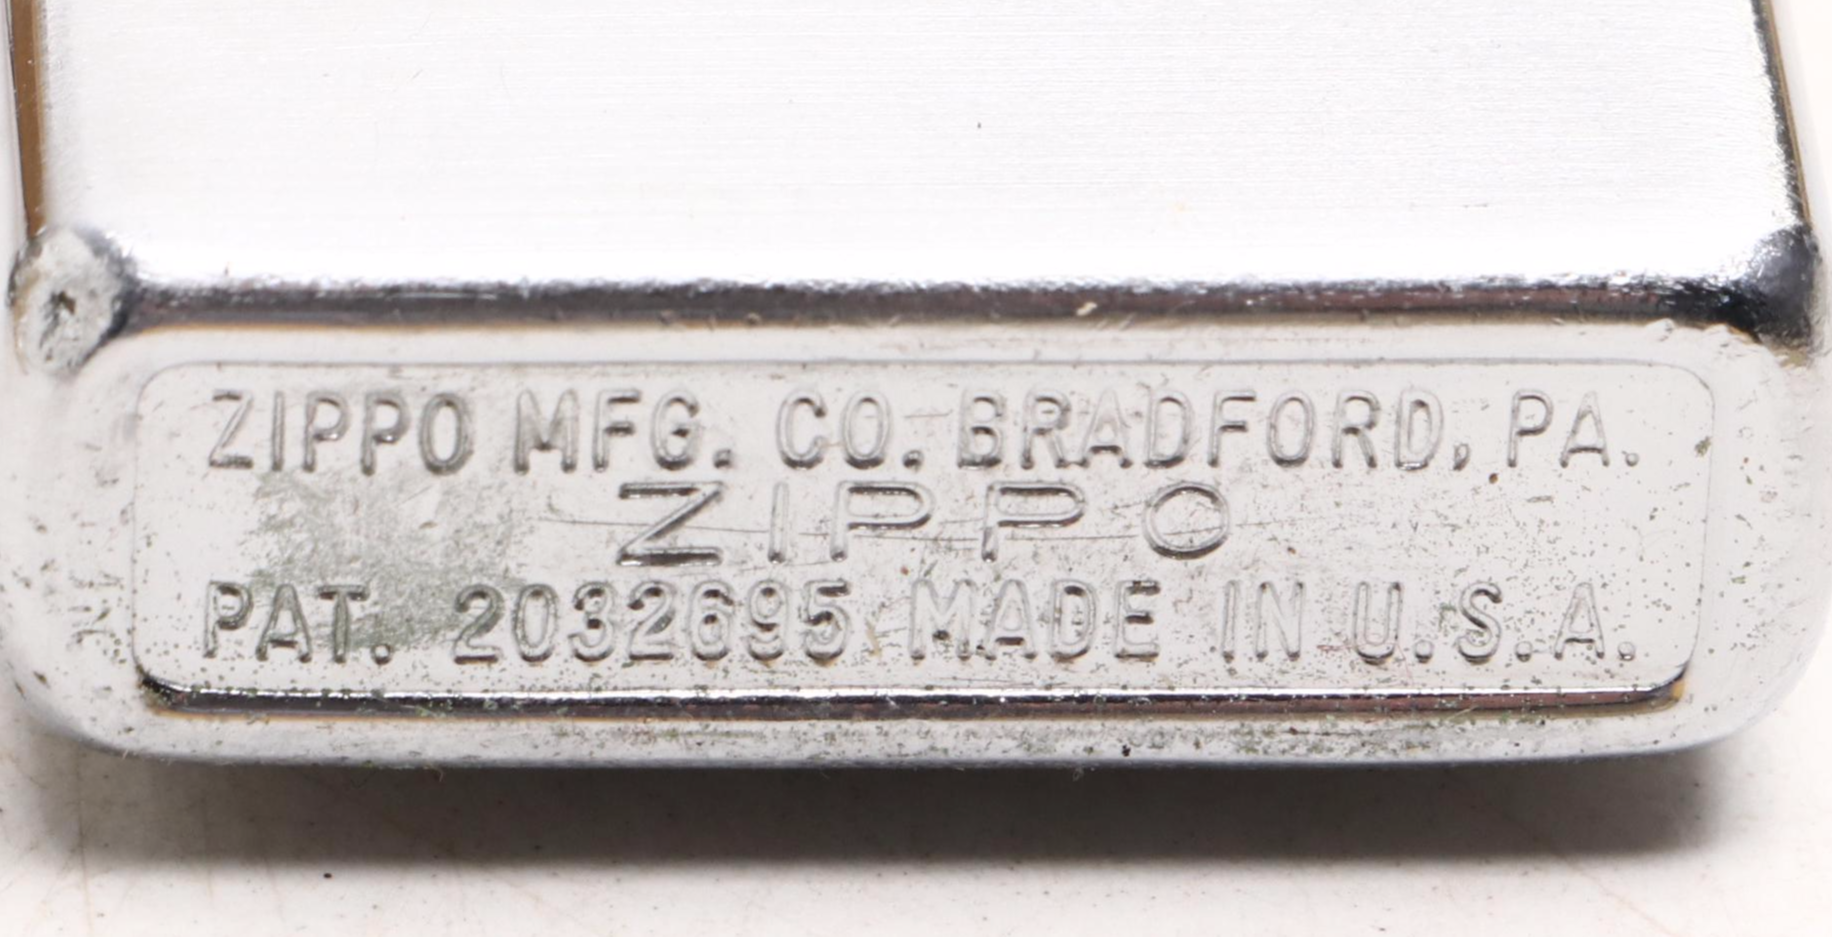 ZIPPO MFG. CO. BRADFORD, PA.
ZIPPO
PAT. 2032695 MADE IN U.S.A.